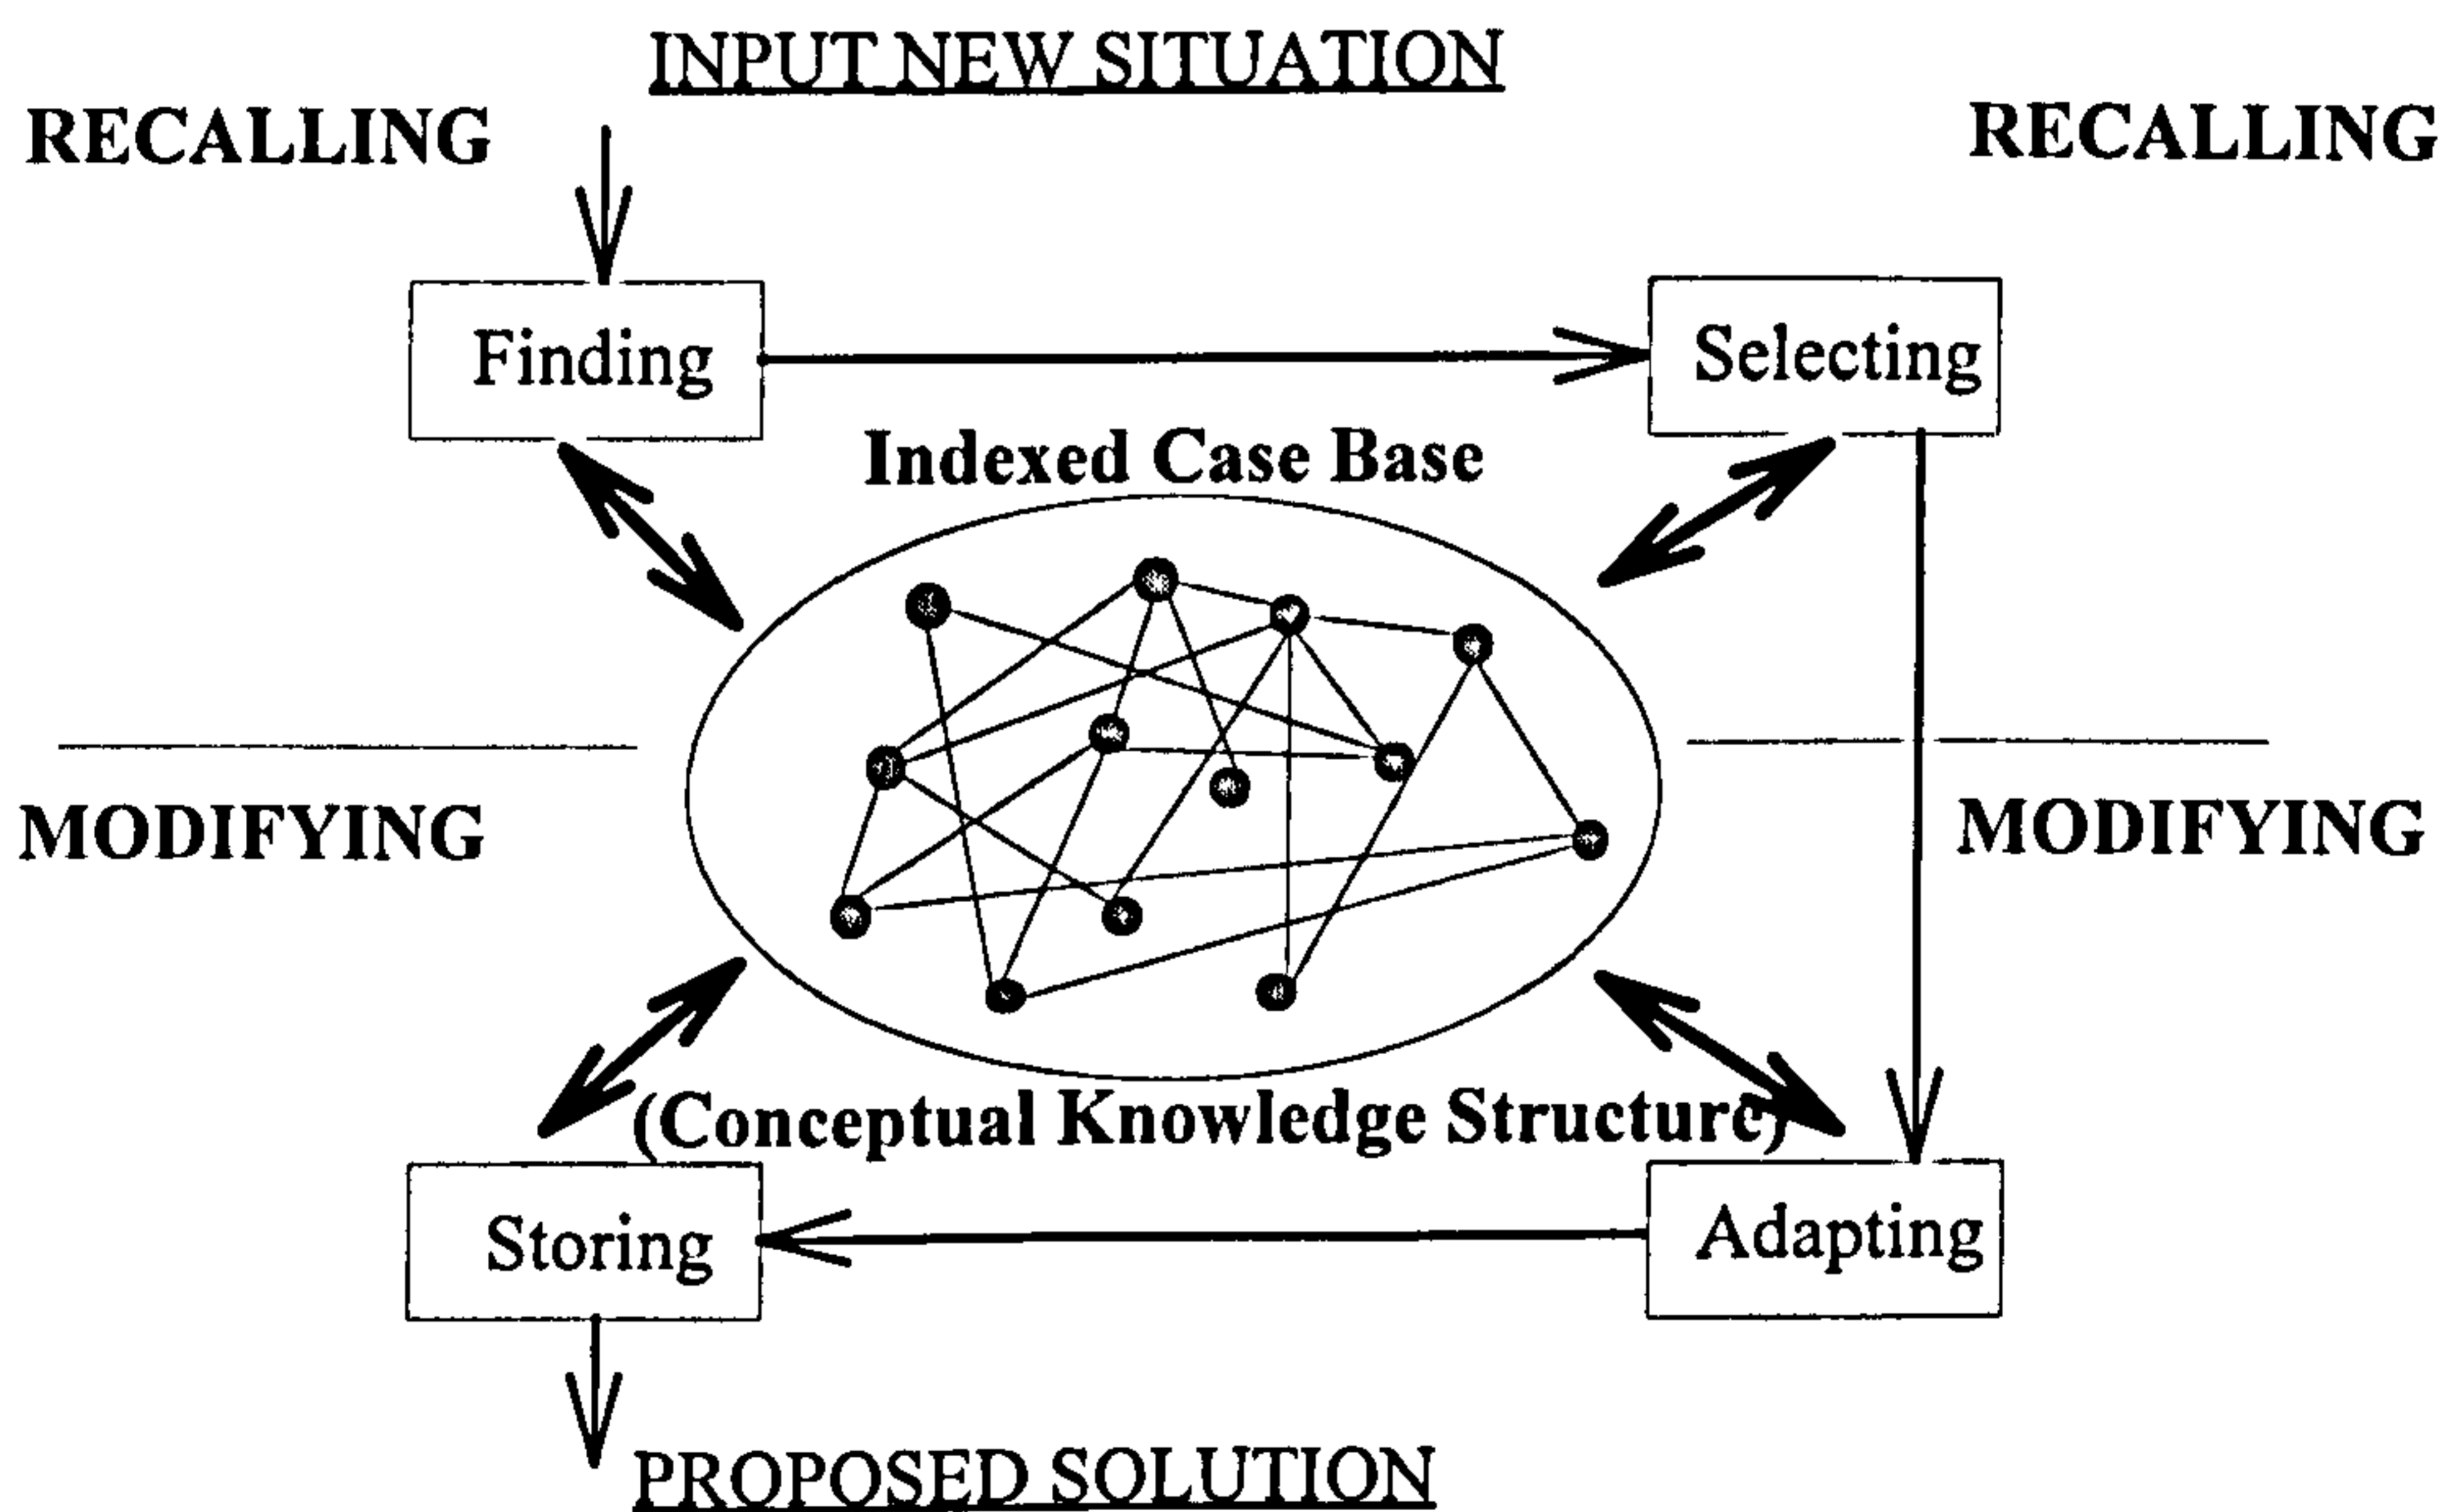 INPUT NEW SITUATION
RECALLING
RECALLING
Finding
Selecting
Indexed Case Base
MODIFYING
MODIFYING
(Conceptual Knowledge Structure)
Storing
Adapting
PROPOSED SOLUTION